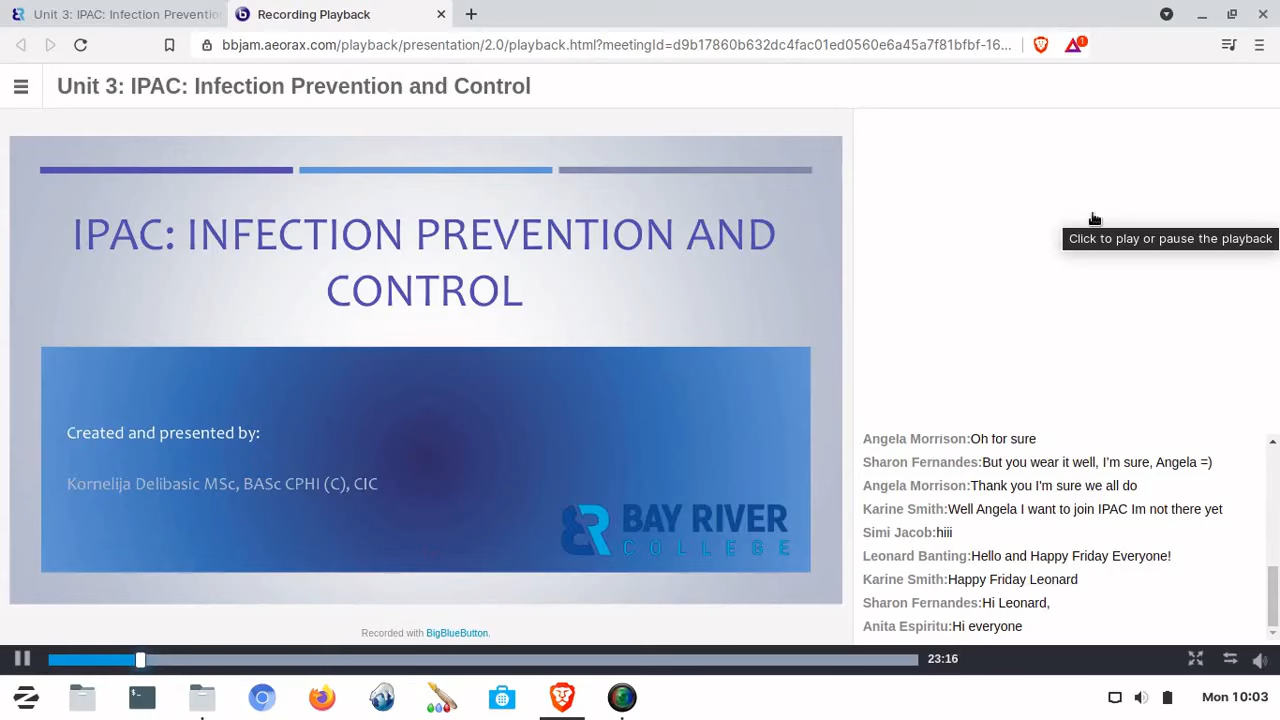 Unit 3: IPAC: Infection Preventio
Recording Playback
bbjam.aeorax.com/playback/presentation/2.0/playback.html?meetingId=d9b17860b632dc4fac01ed0560e6a45a7f81bfbf-16...
1
Unit 3: IPAC: Infection Prevention and Control
IPAC: INFECTION PREVENTION AND
CONTROL
Created and presented by:
Kornelija Delibasic MSc, BASc CPHI (C), CIC
BAY RIVER
COLLEGE
Recorded with BigBlueButton.
Click to play or pause the playback
Angela Morrison:Oh for sure
Sharon Fernandes:But you wear it well, I'm sure, Angela =)
Angela Morrison:Thank you I'm sure we all do
Karine Smith:Well Angela I want to join IPAC Im not there yet
Simi Jacob:hiii
Leonard Banting:Hello and Happy Friday Everyone!
Karine Smith:Happy Friday Leonard
Sharon Fernandes:Hi Leonard,
Anita Espiritu:Hi everyone
23:16
Mon 10:03